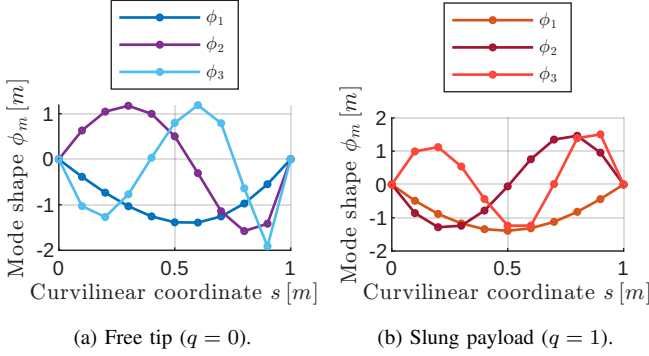 ϕ₁
ϕ₂
ϕ₃
Mode shape ϕₘ [m]
1
0
-1
-2
0
0.5
1
Curvilinear coordinate s [m]
(a) Free tip (q = 0).
ϕ₁
ϕ₂
ϕ₃
Mode shape ϕₘ [m]
2
1
0
-1
-2
0
0.5
1
Curvilinear coordinate s [m]
(b) Slung payload (q = 1).